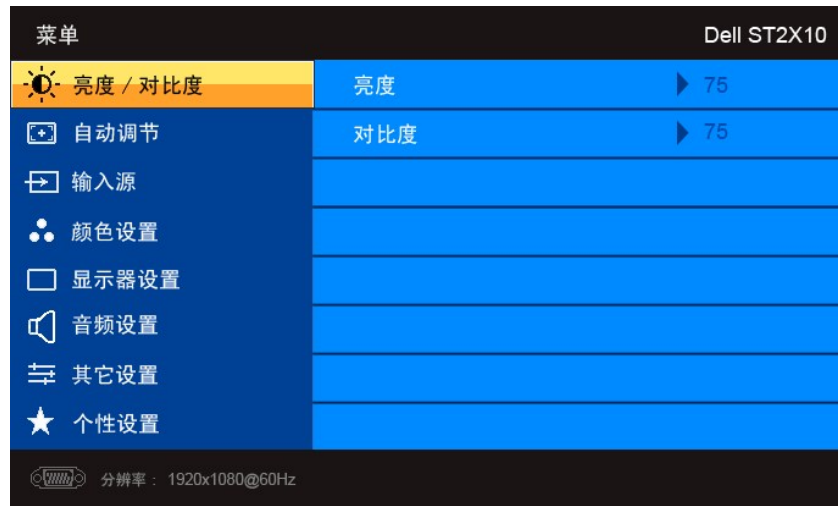 菜单 Dell ST2X10
亮度 / 对比度 亮度 75
自动调节 对比度 75
输入源
颜色设置
显示器设置
音频设置
其它设置
个性设置
分辨率： 1920x1080@60Hz